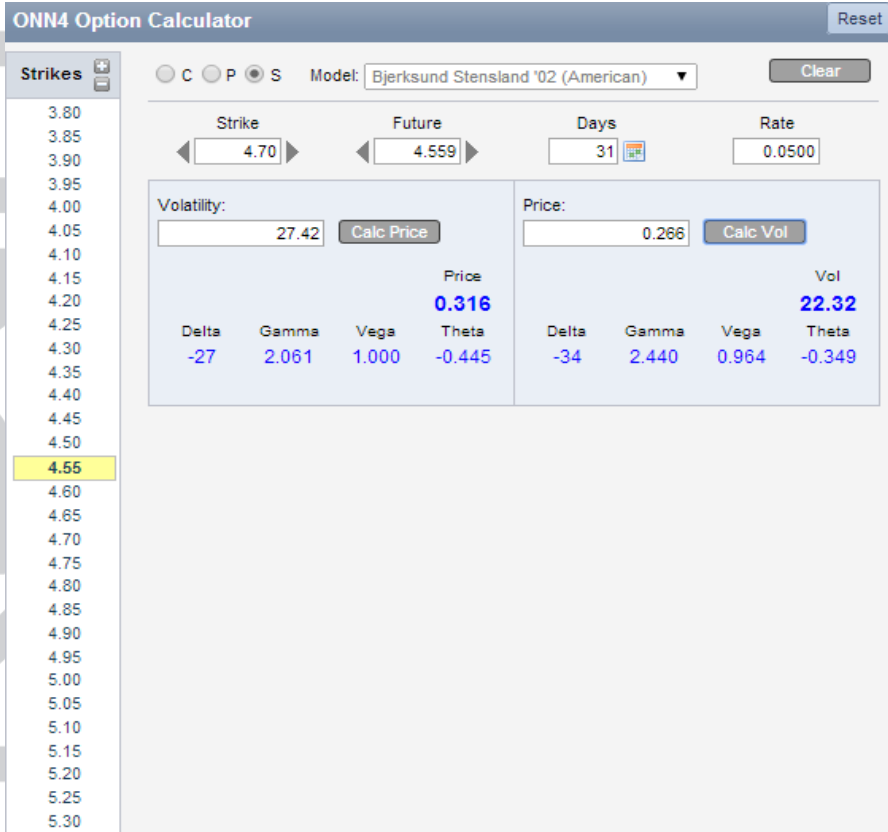 ONN4 Option Calculator
Reset
Strikes
C P S Model: Bjerksund Stensland '02 (American) Clear
Strike Future Days Rate
4.70 4.559 31 0.0500
Volatility:
27.42 Calc Price
Price
0.316
Delta Gamma Vega Theta
-27 2.061 1.000 -0.445
Price:
0.266 Calc Vol
Vol
22.32
Delta Gamma Vega Theta
-34 2.440 0.964 -0.349
3.80
3.85
3.90
3.95
4.00
4.05
4.10
4.15
4.20
4.25
4.30
4.35
4.40
4.45
4.50
4.55
4.60
4.65
4.70
4.75
4.80
4.85
4.90
4.95
5.00
5.05
5.10
5.15
5.20
5.25
5.30